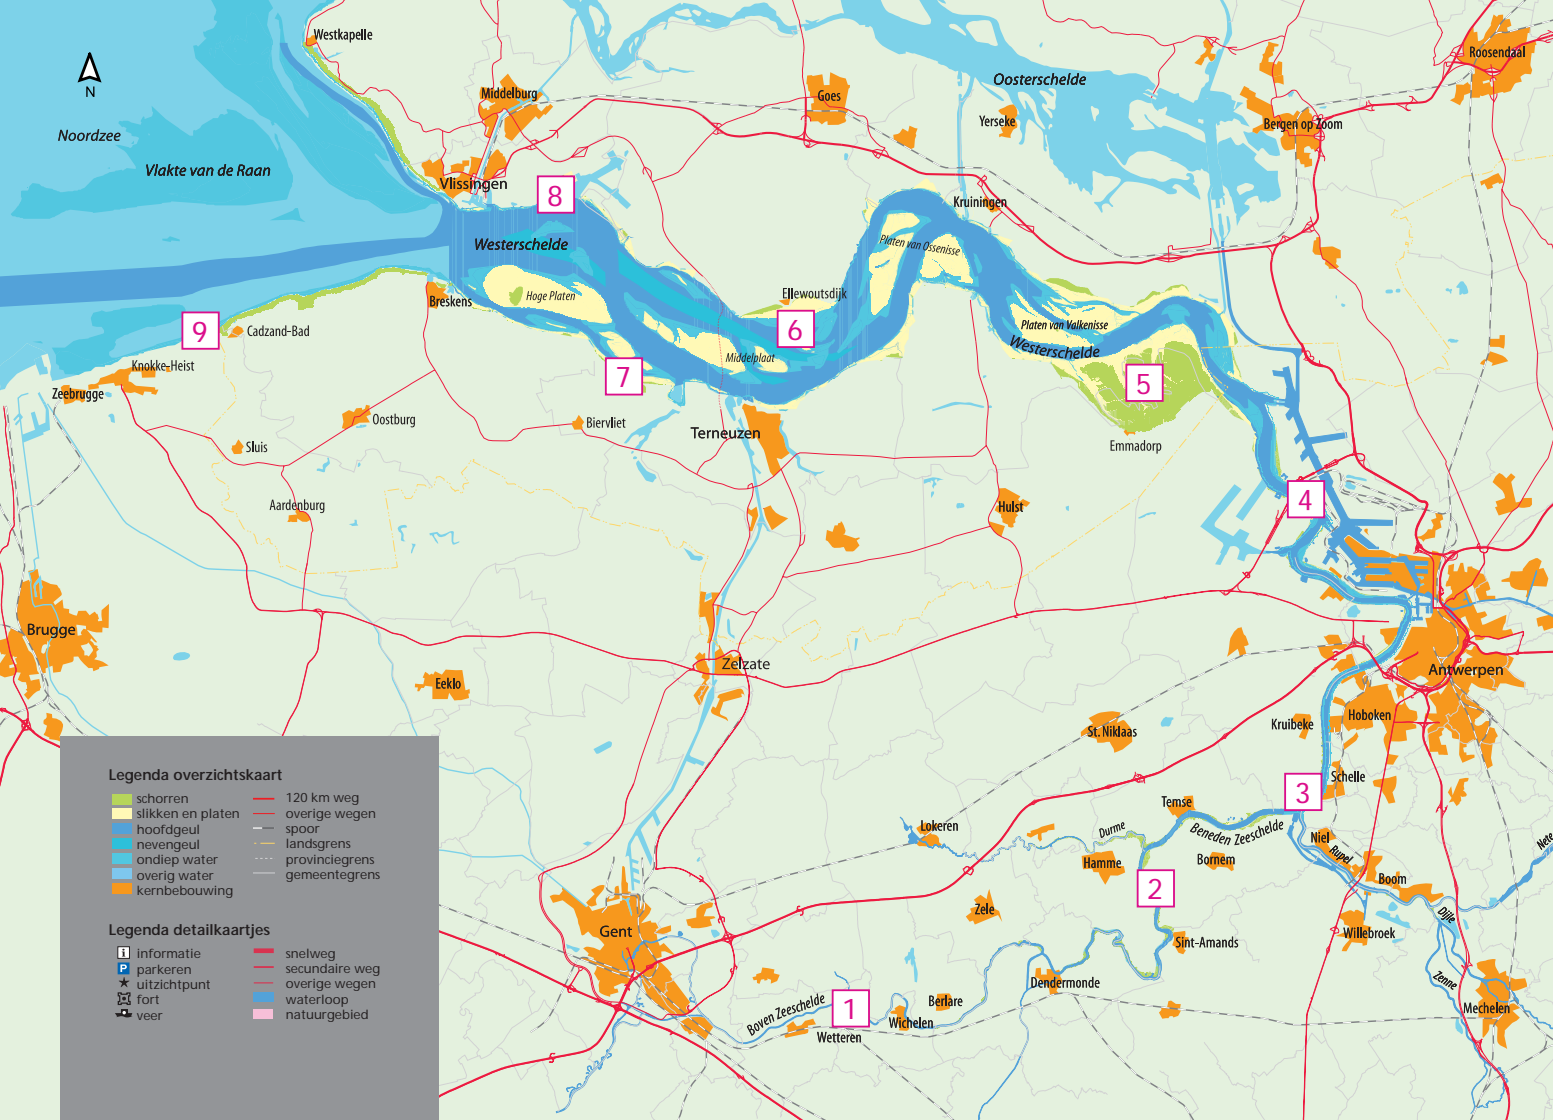 Westkapelle
N
Noordzee
Vlakte van de Raan
Middelburg
Vlissingen
Goes
Yerseke
Oosterschelde
Roosendaal
Bergen op Zoom
8
Westerschelde
Kruiningen
Platen van Ossenisse
Breskens
Hoge Platen
Ellewoutsdijk
6
Middelplaat
Platen van Valkenisse
Westerschelde
9
Cadzand-Bad
Knokke-Heist
Zeebrugge
7
5
Oostburg
Biervliet
Terneuzen
Emmadorp
Sluis
Aardenburg
Hulst
4
Brugge
Eeklo
Zelzate
Antwerpen
Hoboken
Kruibeke
St. Niklaas
Schelle
3
Temse
Beneden Zeeschelde
Niel
Rupel
Nete
Lokeren
Durme
Hamme
Bornem
Boom
2
Zele
Dijle
Willebroek
Sint-Amands
Gent
Dendermonde
Zenne
Mechelen
Boven Zeeschelde
1
Berlare
Wichelen
Wetteren
Legenda overzichtskaart
schorren
slikken en platen
hoofdgeul
nevengeul
ondiep water
overig water
kernbebouwing
120 km weg
overige wegen
spoor
landsgrens
provinciegrens
gemeentegrens
Legenda detailkaartjes
i informatie
P parkeren
uitzichtpunt
fort
veer
snelweg
secundaire weg
overige wegen
waterloop
natuurgebied